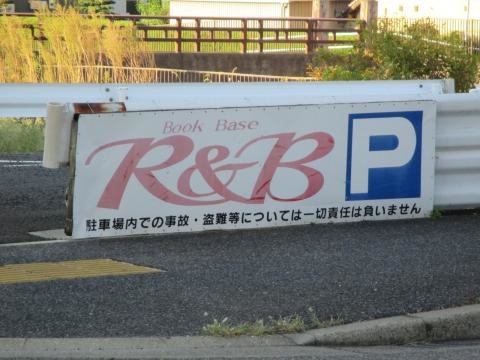 Book Base
R&B
P
駐車場内での事故・盗難等については一切責任は負いません